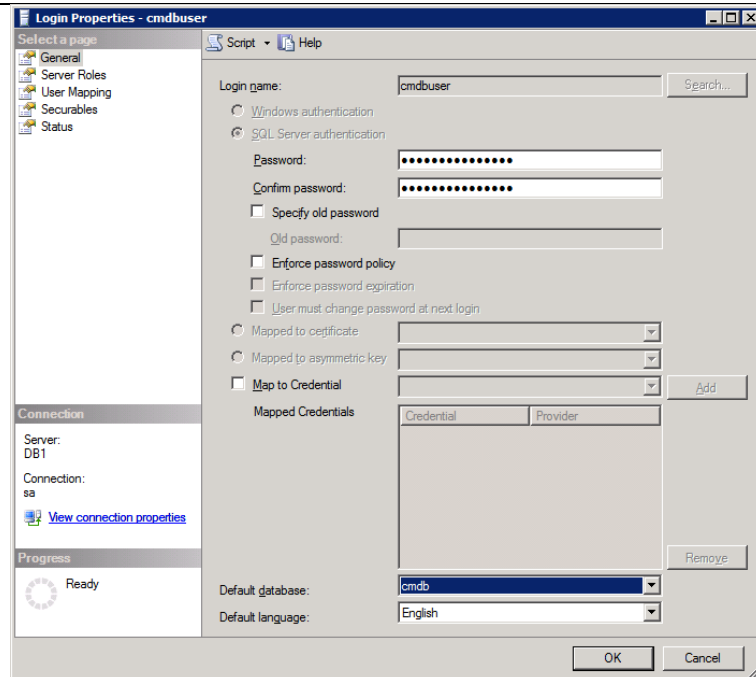 Login Properties - cmdbuser
Select a page
General
Server Roles
User Mapping
Securables
Status
Script Help
Login name: cmdbuser Search...
Windows authentication
SQL Server authentication
Password: •••••••••••••••
Confirm password: •••••••••••••••
Specify old password
Old password:
Enforce password policy
Enforce password expiration
User must change password at next login
Mapped to certificate
Mapped to asymmetric key
Map to Credential Add
Mapped Credentials Credential Provider
Remove
Default database: cmdb
Default language: English
Connection
Server:
DB1
Connection:
sa
View connection properties
Progress
Ready
OK Cancel